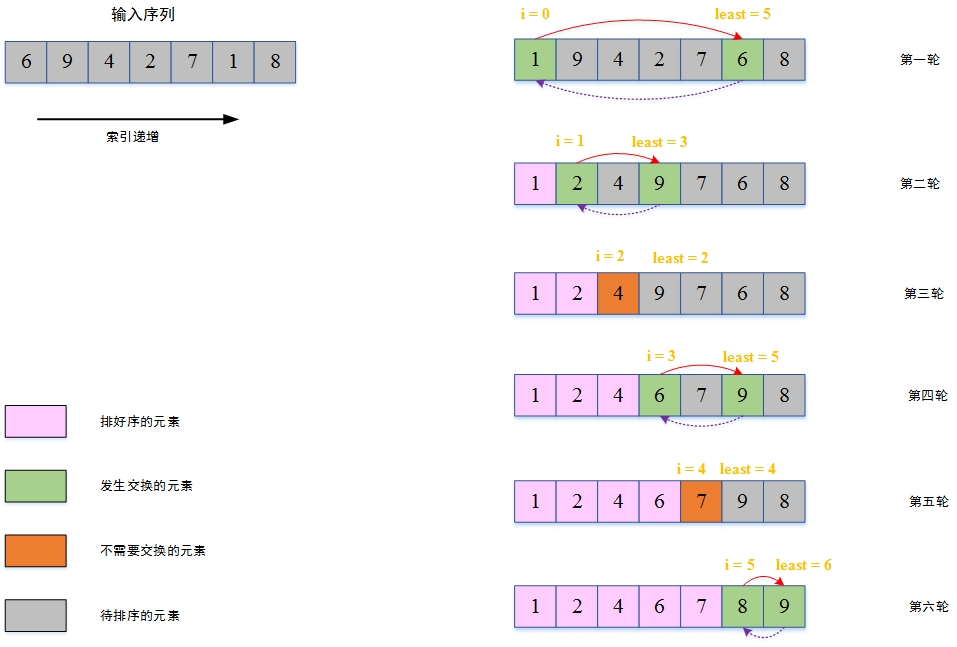 输入序列
6 9 4 2 7 1 8
索引递增
i = 0 least = 5
1 9 4 2 7 6 8 第一轮
i = 1 least = 3
1 2 4 9 7 6 8 第二轮
i = 2 least = 2
1 2 4 9 7 6 8 第三轮
i = 3 least = 5
1 2 4 6 7 9 8 第四轮
i = 4 least = 4
1 2 4 6 7 9 8 第五轮
i = 5 least = 6
1 2 4 6 7 8 9 第六轮
排好序的元素
发生交换的元素
不需要交换的元素
待排序的元素